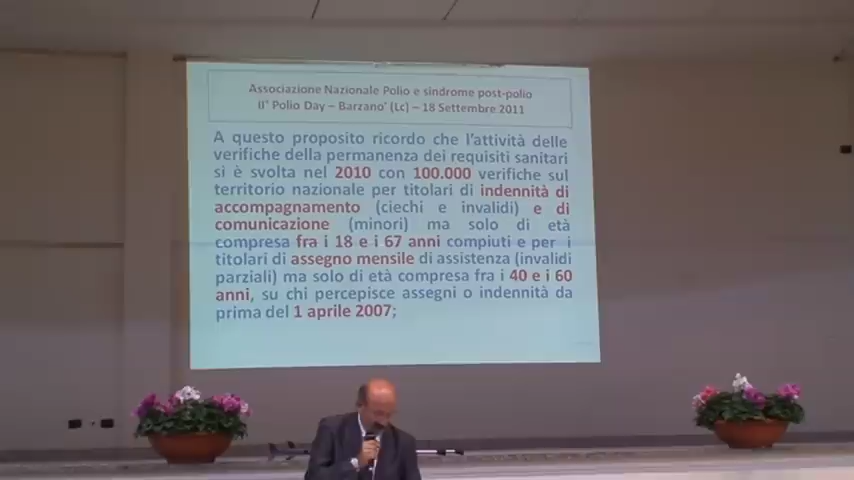 Associazione Nazionale Polio e sindrome post-polio
II° Polio Day – Barzano' (Lc) – 18 Settembre 2011
A questo proposito ricordo che l'attività delle
verifiche della permanenza dei requisiti sanitari
si è svolta nel 2010 con 100.000 verifiche sul
territorio nazionale per titolari di indennità di
accompagnamento (ciechi e invalidi) e di
comunicazione (minori) ma solo di età
compresa fra i 18 e i 67 anni compiuti e per i
titolari di assegno mensile di assistenza (invalidi
parziali) ma solo di età compresa fra i 40 e i 60
anni, su chi percepisce assegni o indennità da
prima del 1 aprile 2007;